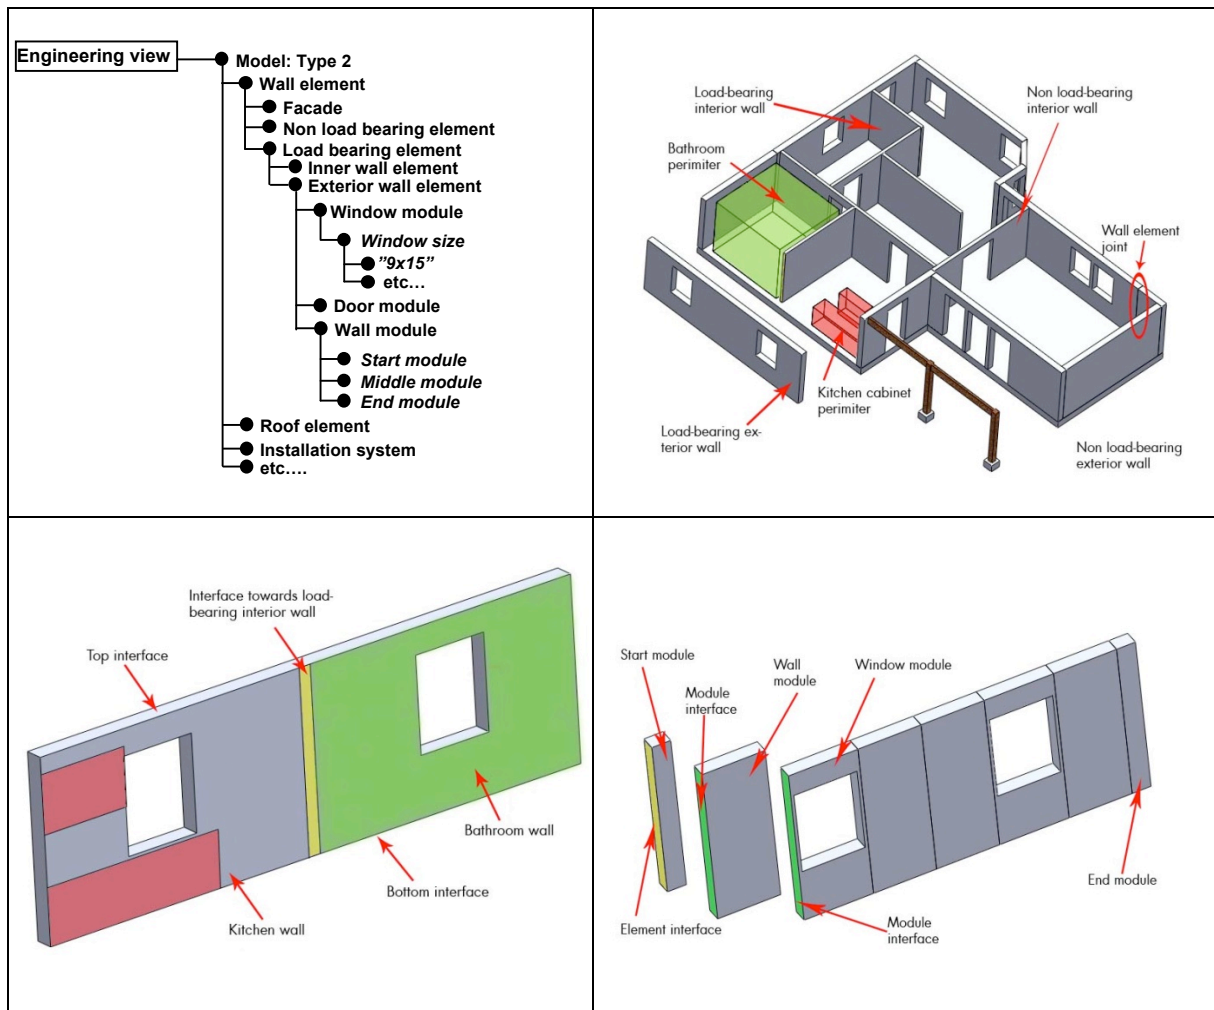 Engineering view
Model: Type 2
Wall element
Facade
Non load bearing element
Load bearing element
Inner wall element
Exterior wall element
Window module
Window size
”9x15”
etc…
Door module
Wall module
Start module
Middle module
End module
Roof element
Installation system
etc….
Load-bearing
interior wall
Non load-bearing
interior wall
Bathroom
perimiter
Wall element
joint
Kitchen cabinet
perimiter
Load-bearing ex-
terior wall
Non load-bearing
exterior wall
Interface towards load-
bearing interior wall
Top interface
Bathroom wall
Bottom interface
Kitchen wall
Start module
Wall
module
Window module
Module
interface
End module
Element interface
Module
interface